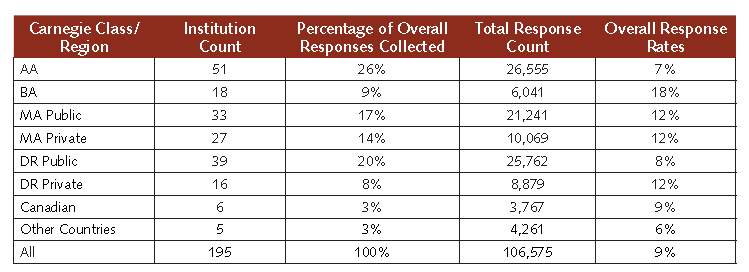 Carnegie Class/ Region | Institution Count | Percentage of Overall Responses Collected | Total Response Count | Overall Response Rates
AA | 51 | 26% | 26,555 | 7%
BA | 18 | 9% | 6,041 | 18%
MA Public | 33 | 17% | 21,241 | 12%
MA Private | 27 | 14% | 10,069 | 12%
DR Public | 39 | 20% | 25,762 | 8%
DR Private | 16 | 8% | 8,879 | 12%
Canadian | 6 | 3% | 3,767 | 9%
Other Countries | 5 | 3% | 4,261 | 6%
All | 195 | 100% | 106,575 | 9%